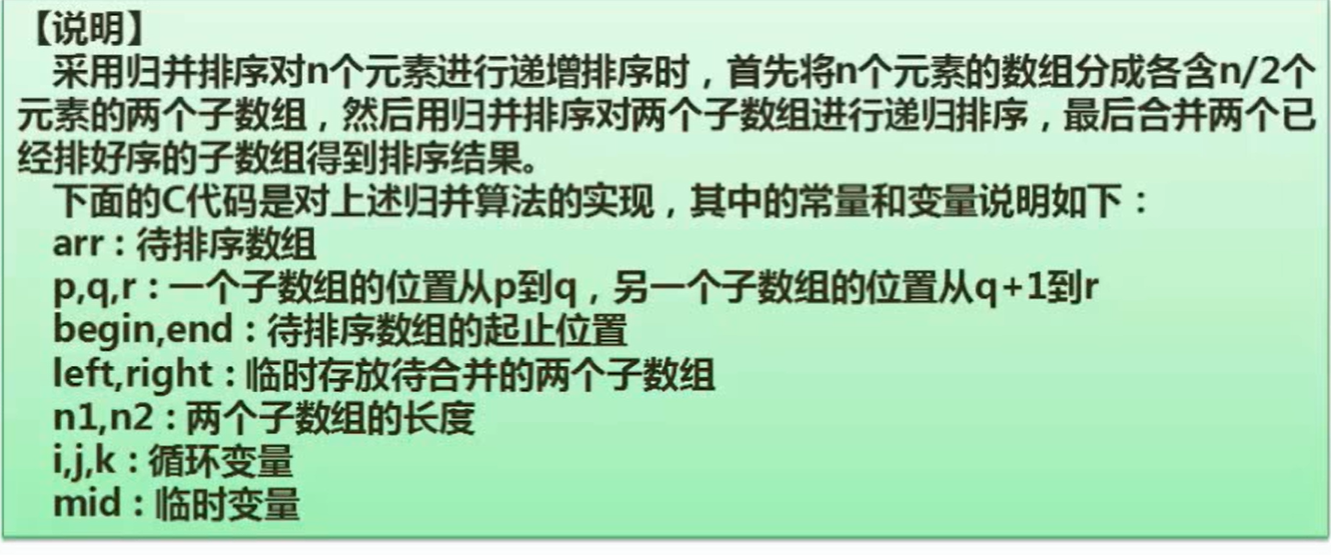 【说明】
采用归并排序对n个元素进行递增排序时，首先将n个元素的数组分成各含n/2个
元素的两个子数组，然后用归并排序对两个子数组进行递归排序，最后合并两个已
经排好序的子数组得到排序结果。
下面的C代码是对上述归并算法的实现，其中的常量和变量说明如下：
arr：待排序数组
p,q,r：一个子数组的位置从p到q，另一个子数组的位置从q+1到r
begin,end：待排序数组的起止位置
left,right：临时存放待合并的两个子数组
n1,n2：两个子数组的长度
i,j,k：循环变量
mid：临时变量